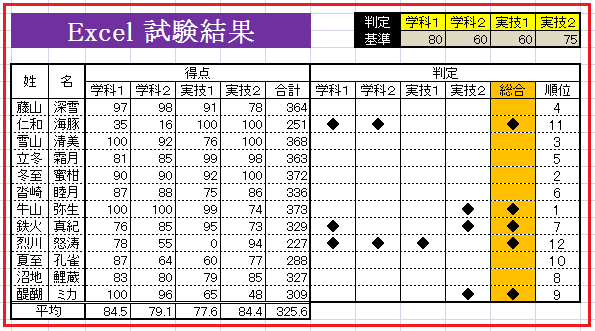 Excel 試験結果
判定 学科1 学科2 実技1 実技2
基準 80 60 60 75
姓 名 得点 判定
学科1 学科2 実技1 実技2 合計 学科1 学科2 実技1 実技2 総合 順位
藤山 深雪 97 98 91 78 364 4
仁和 海豚 35 16 100 100 251 ◆ ◆ ◆ 11
雪山 清美 100 92 76 100 368 3
立冬 霜月 81 85 99 98 363 5
冬至 蜜柑 90 90 92 100 372 2
沓崎 睦月 87 88 75 86 336 6
牛山 弥生 100 100 99 74 373 ◆ ◆ 1
鉄火 真紀 76 85 95 73 329 ◆ ◆ ◆ 7
烈川 怒涛 78 55 0 94 227 ◆ ◆ ◆ ◆ 12
夏至 孔雀 87 64 60 77 288 10
沼地 鯉蔵 83 80 79 85 327 8
醍醐 ミカ 100 96 65 48 309 ◆ ◆ 9
平均 84.5 79.1 77.6 84.4 325.6